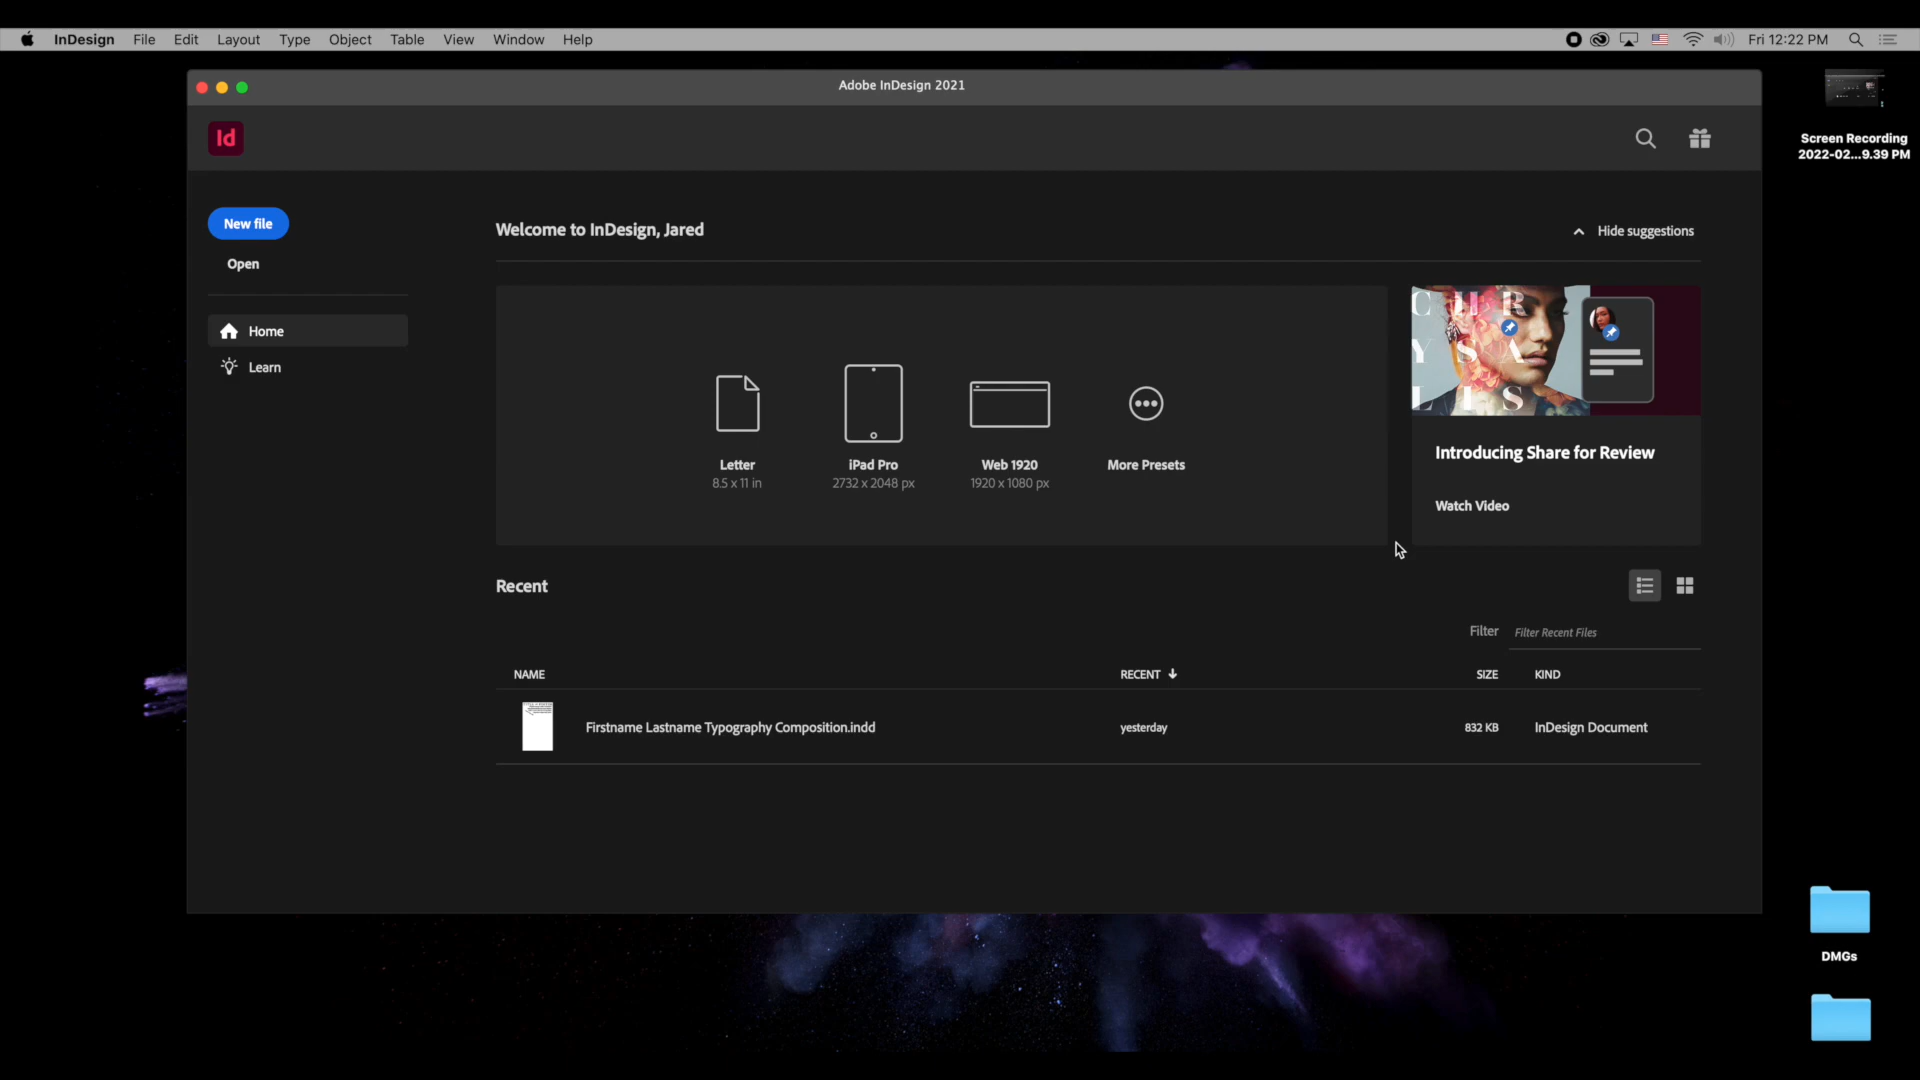 InDesign File Edit Layout Type Object Table View Window Help Fri 12:22 PM
Adobe InDesign 2021
Id
Screen Recording
2022-02...9.39 PM
New file
Welcome to InDesign, Jared
Hide suggestions
Open
Home
Learn
CHR
YSA
LIS
Letter
8.5 x 11 in
iPad Pro
2732 x 2048 px
Web 1920
1920 x 1080 px
More Presets
Introducing Share for Review
Watch Video
Recent
Filter Filter Recent Files
NAME RECENT SIZE KIND
Firstname Lastname Typography Composition.indd yesterday 832 KB InDesign Document
DMGs